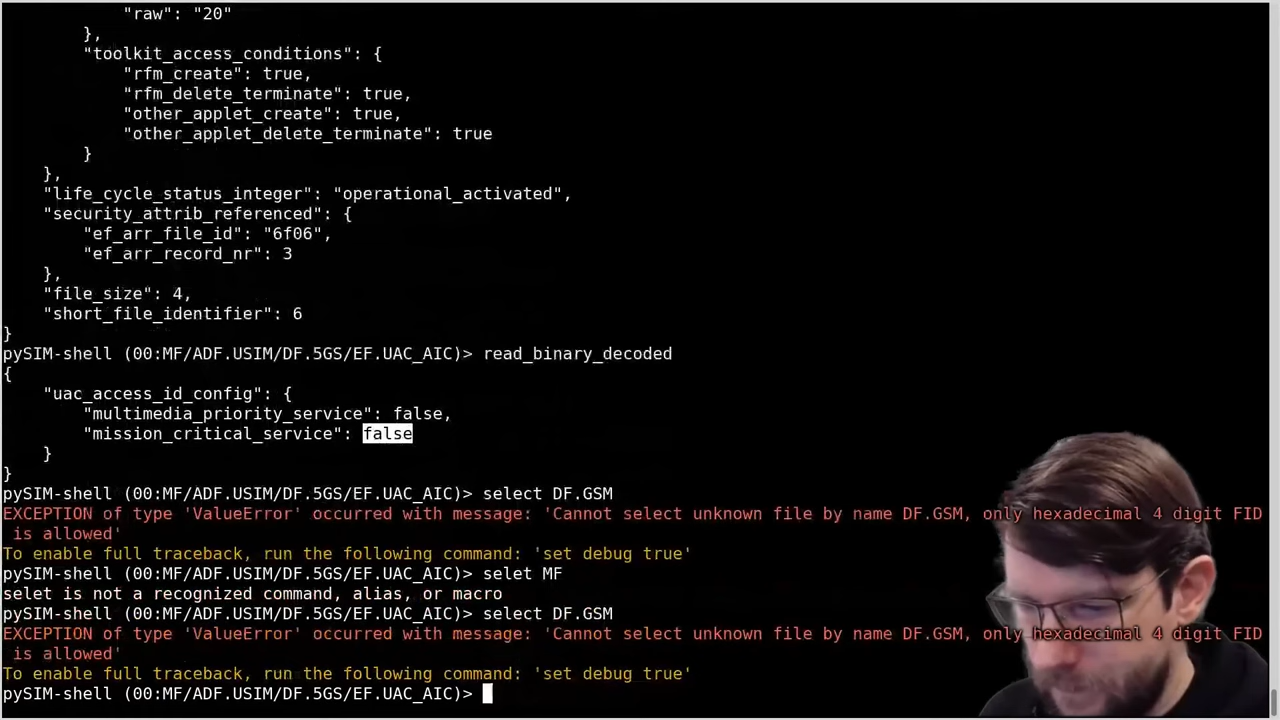 "raw": "20"
},
"toolkit_access_conditions": {
"rfm_create": true,
"rfm_delete_terminate": true,
"other_applet_create": true,
"other_applet_delete_terminate": true
}
},
"life_cycle_status_integer": "operational_activated",
"security_attrib_referenced": {
"ef_arr_file_id": "6f06",
"ef_arr_record_nr": 3
},
"file_size": 4,
"short_file_identifier": 6
}
pySIM-shell (00:MF/ADF.USIM/DF.5GS/EF.UAC_AIC)> read_binary_decoded
{
"uac_access_id_config": {
"multimedia_priority_service": false,
"mission_critical_service": false
}
}
pySIM-shell (00:MF/ADF.USIM/DF.5GS/EF.UAC_AIC)> select DF.GSM
EXCEPTION of type 'ValueError' occurred with message: 'Cannot select unknown file by name DF.GSM, only hexadecimal 4 digit FID
is allowed'
To enable full traceback, run the following command: 'set debug true'
pySIM-shell (00:MF/ADF.USIM/DF.5GS/EF.UAC_AIC)> selet MF
selet is not a recognized command, alias, or macro
pySIM-shell (00:MF/ADF.USIM/DF.5GS/EF.UAC_AIC)> select DF.GSM
EXCEPTION of type 'ValueError' occurred with message: 'Cannot select unknown file by name DF.GSM, only hexadecimal 4 digit FID
is allowed'
To enable full traceback, run the following command: 'set debug true'
pySIM-shell (00:MF/ADF.USIM/DF.5GS/EF.UAC_AIC)>